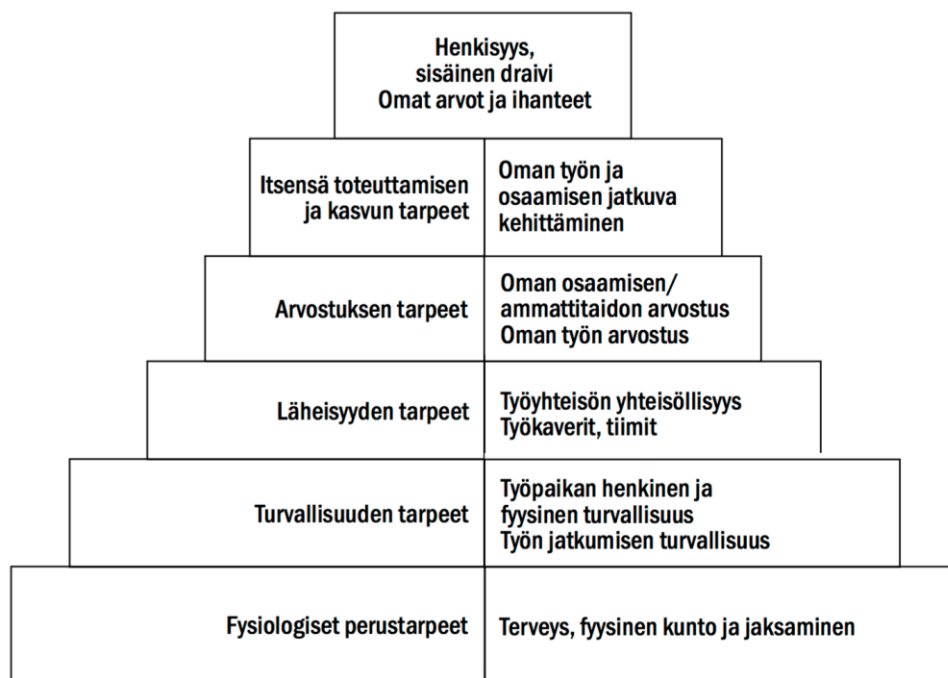 Henkisyys,
sisäinen draivi
Omat arvot ja ihanteet
Itsensä toteuttamisen
ja kasvun tarpeet
Oman työn ja
osaamisen jatkuva
kehittäminen
Arvostuksen tarpeet
Oman osaamisen/
ammattitaidon arvostus
Oman työn arvostus
Läheisyyden tarpeet
Työyhteisön yhteisöllisyys
Työkaverit, tiimit
Turvallisuuden tarpeet
Työpaikan henkinen ja
fyysinen turvallisuus
Työn jatkumisen turvallisuus
Fysiologiset perustarpeet
Terveys, fyysinen kunto ja jaksaminen